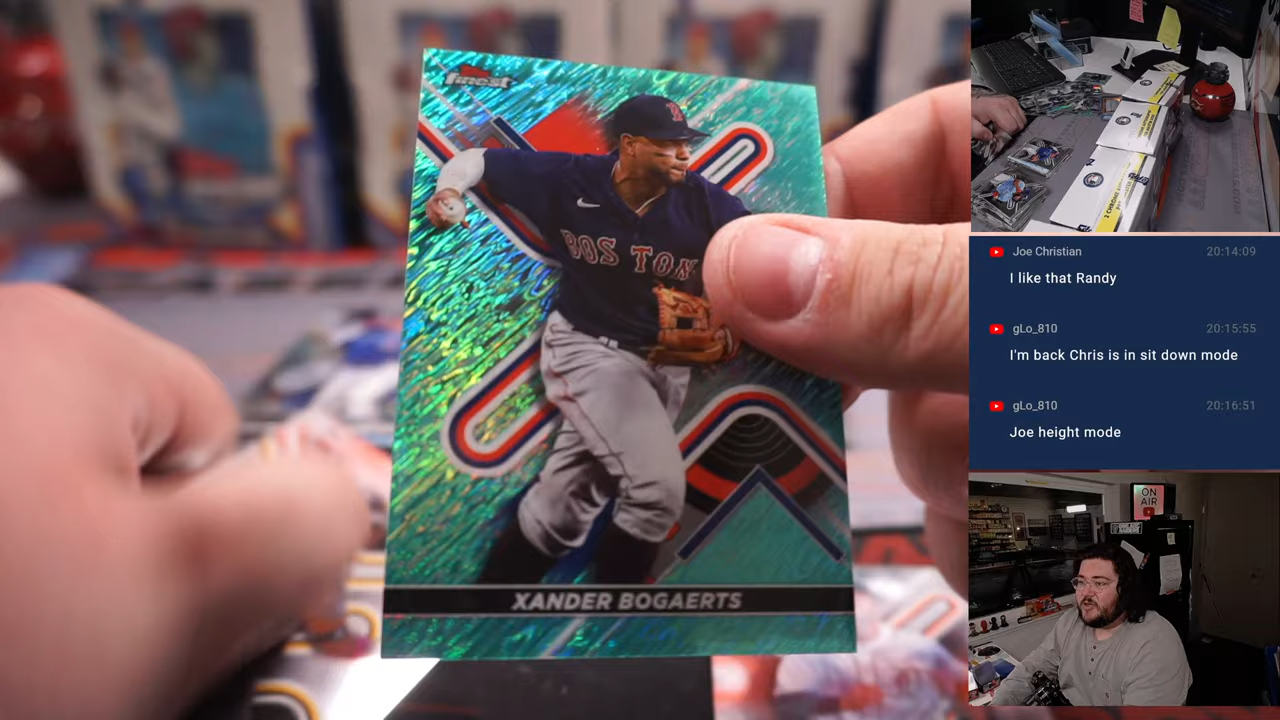 finest
BOSTON
XANDER BOGAERTS
Joe Christian 20:14:09
I like that Randy
gLo_810 20:15:55
I'm back Chris is in sit down mode
gLo_810 20:16:51
Joe height mode
ON
AIR